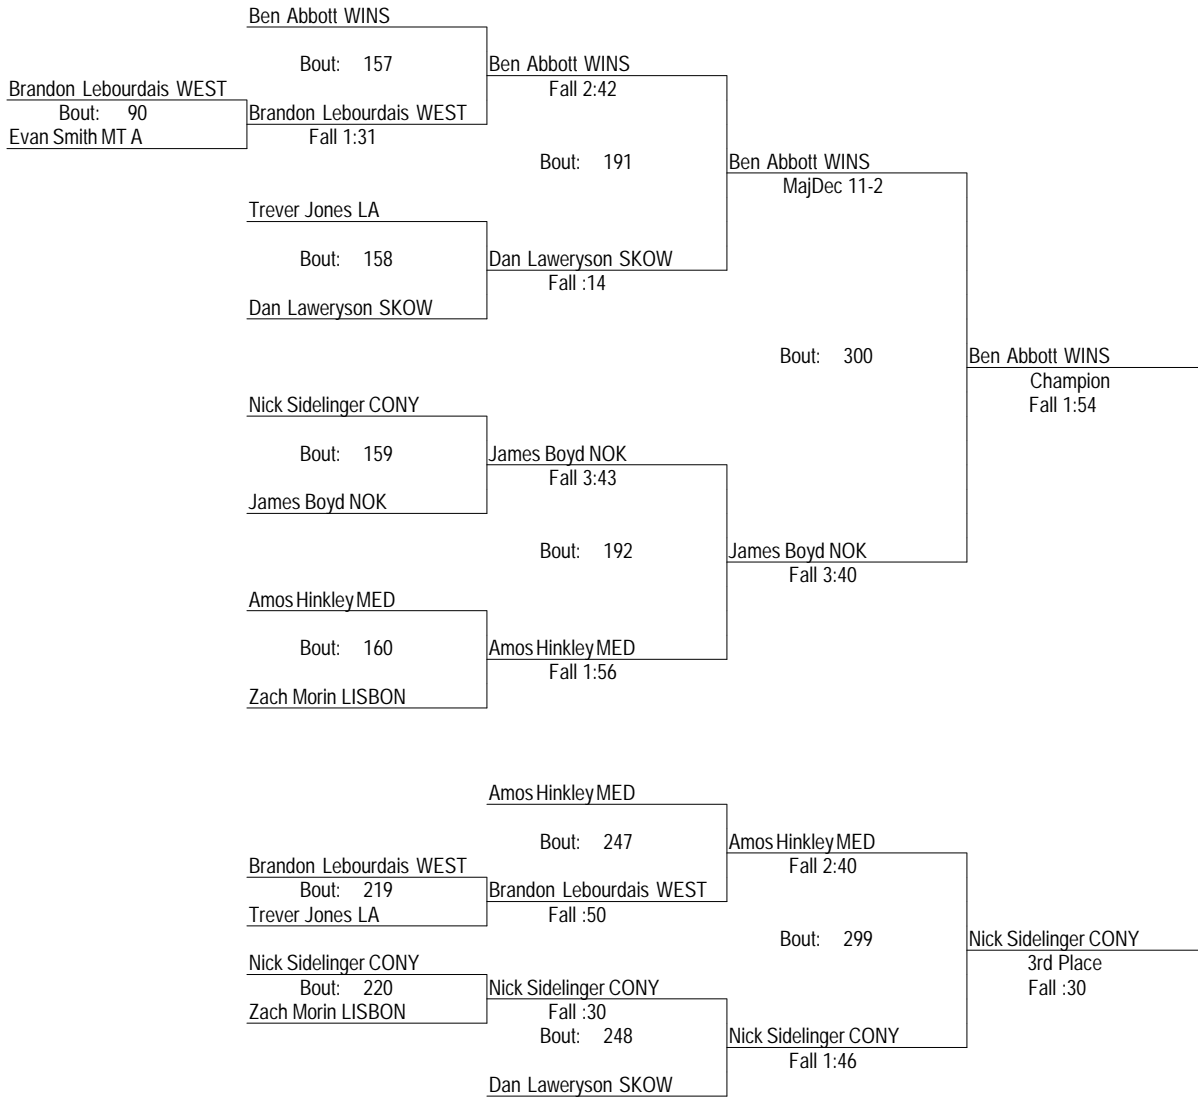 Ben Abbott WINS
Bout: 157
Ben Abbott WINS
Fall 2:42
Brandon Lebourdais WEST
Bout: 90
Evan Smith MT A
Brandon Lebourdais WEST
Fall 1:31
Bout: 191
Ben Abbott WINS
MajDec 11-2
Trever Jones LA
Bout: 158
Dan Laweryson SKOW
Fall :14
Dan Laweryson SKOW
Bout: 300
Ben Abbott WINS
Champion
Fall 1:54
Nick Sidelinger CONY
Bout: 159
James Boyd NOK
Fall 3:43
James Boyd NOK
Bout: 192
James Boyd NOK
Fall 3:40
Amos Hinkley MED
Bout: 160
Amos Hinkley MED
Fall 1:56
Zach Morin LISBON
Amos Hinkley MED
Bout: 247
Amos Hinkley MED
Fall 2:40
Brandon Lebourdais WEST
Bout: 219
Trever Jones LA
Brandon Lebourdais WEST
Fall :50
Bout: 299
Nick Sidelinger CONY
3rd Place
Fall :30
Nick Sidelinger CONY
Bout: 220
Zach Morin LISBON
Nick Sidelinger CONY
Fall :30
Bout: 248
Nick Sidelinger CONY
Fall 1:46
Dan Laweryson SKOW